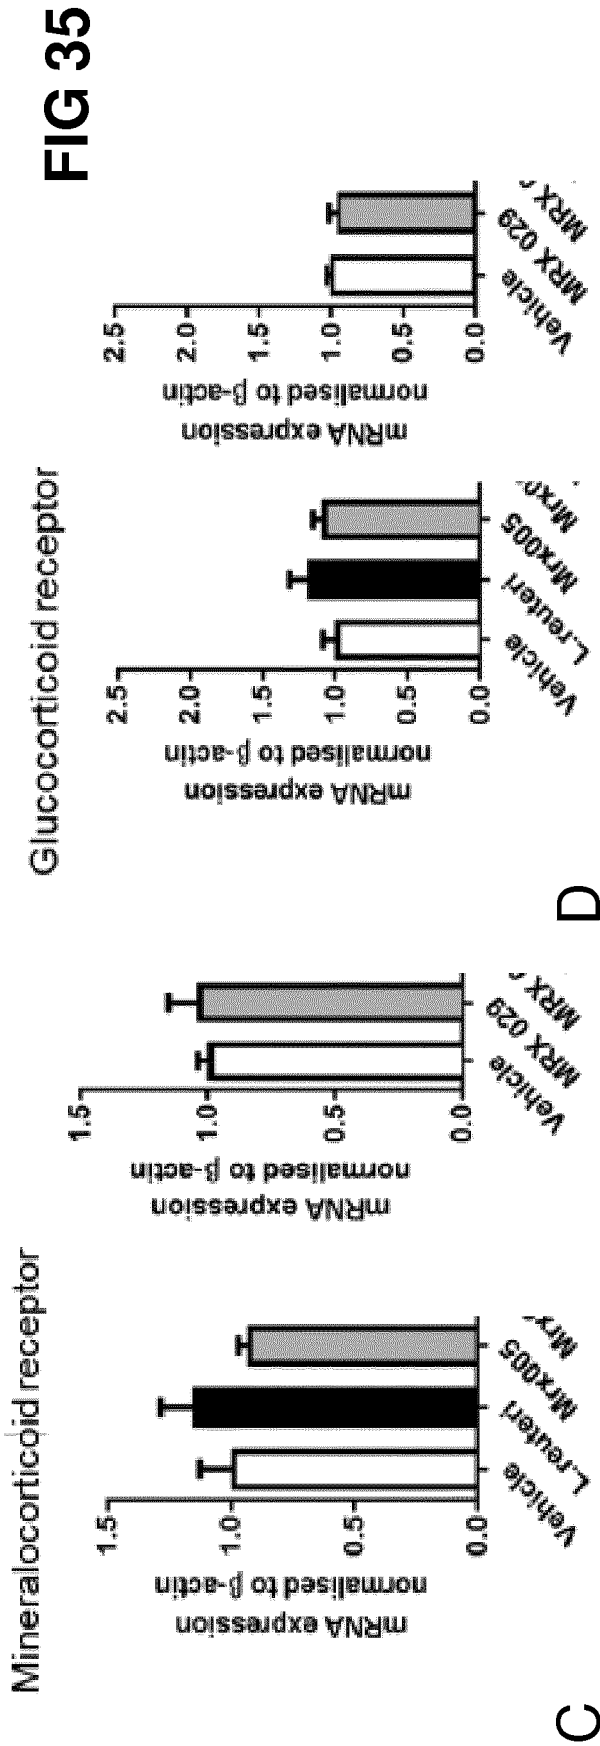 FIG 35
C
Mineralocorticoid receptor
mRNA expression
normalised to β-actin
1.5
1.0
0.5
0.0
Vehicle
L.reuteri
Mrx005
mRNA expression
normalised to β-actin
1.5
1.0
0.5
0.0
Vehicle
MRX 029
MRX
D
Glucocorticoid receptor
mRNA expression
normalised to β-actin
2.5
2.0
1.5
1.0
0.5
0.0
Vehicle
L.reuteri
Mrx005
mRNA expression
normalised to β-actin
2.5
2.0
1.5
1.0
0.5
0.0
Vehicle
MRX 029
MRX